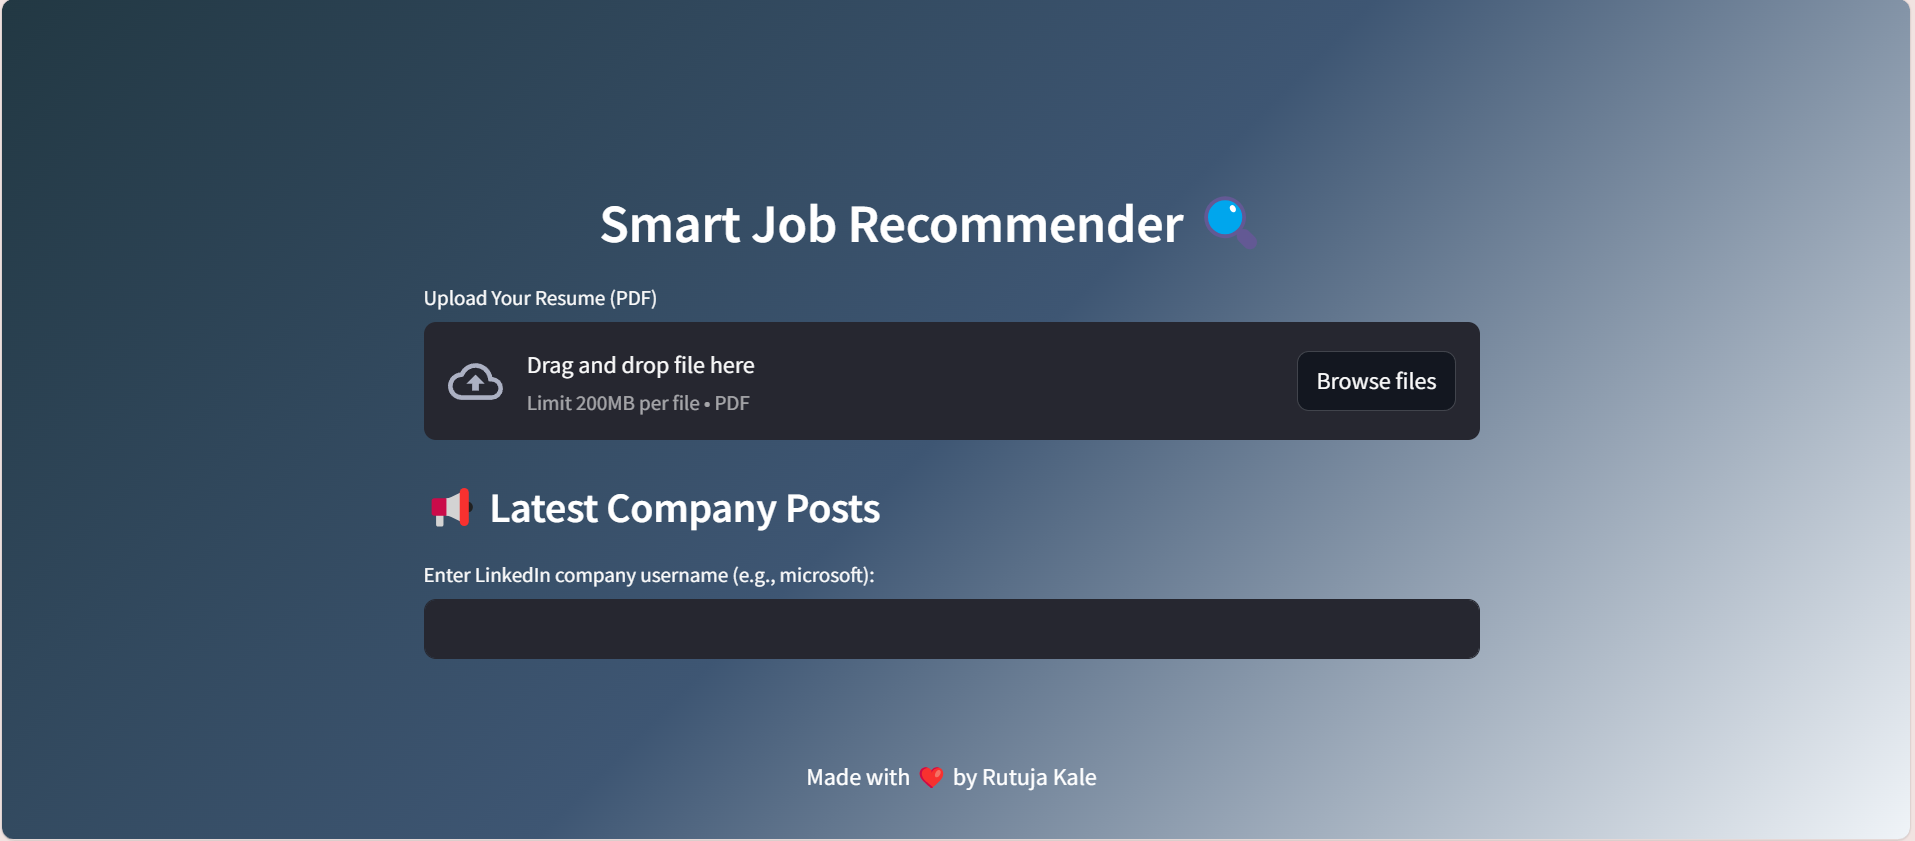 Smart Job Recommender
Upload Your Resume (PDF)
Drag and drop file here
Limit 200MB per file • PDF
Browse files
Latest Company Posts
Enter LinkedIn company username (e.g., microsoft):
Made with ❤️ by Rutuja Kale